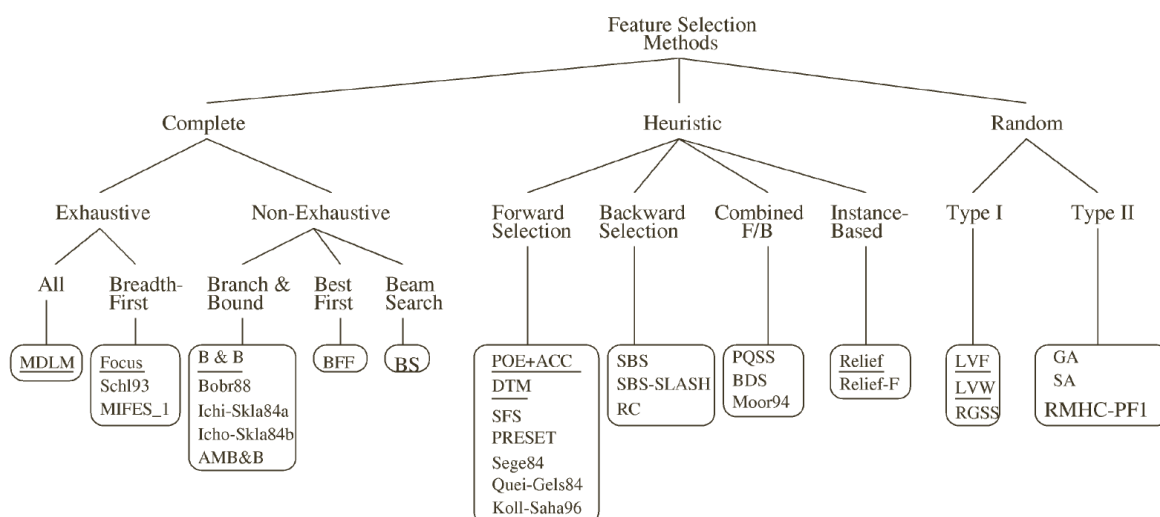 Feature Selection
Methods
Complete
Heuristic
Random
Exhaustive
Non-Exhaustive
Forward
Selection
Backward
Selection
Combined
F/B
Instance-
Based
Type I
Type II
All
Breadth-
First
Branch &
Bound
Best
First
Beam
Search
MDLM
Focus
Schl93
MIFES_1
B & B
Bobr88
Ichi-Skla84a
Icho-Skla84b
AMB&B
BFF
BS
POE+ACC
DTM
SFS
PRESET
Sege84
Quei-Gels84
Koll-Saha96
SBS
SBS-SLASH
RC
PQSS
BDS
Moor94
Relief
Relief-F
LVF
LVW
RGSS
GA
SA
RMHC-PF1